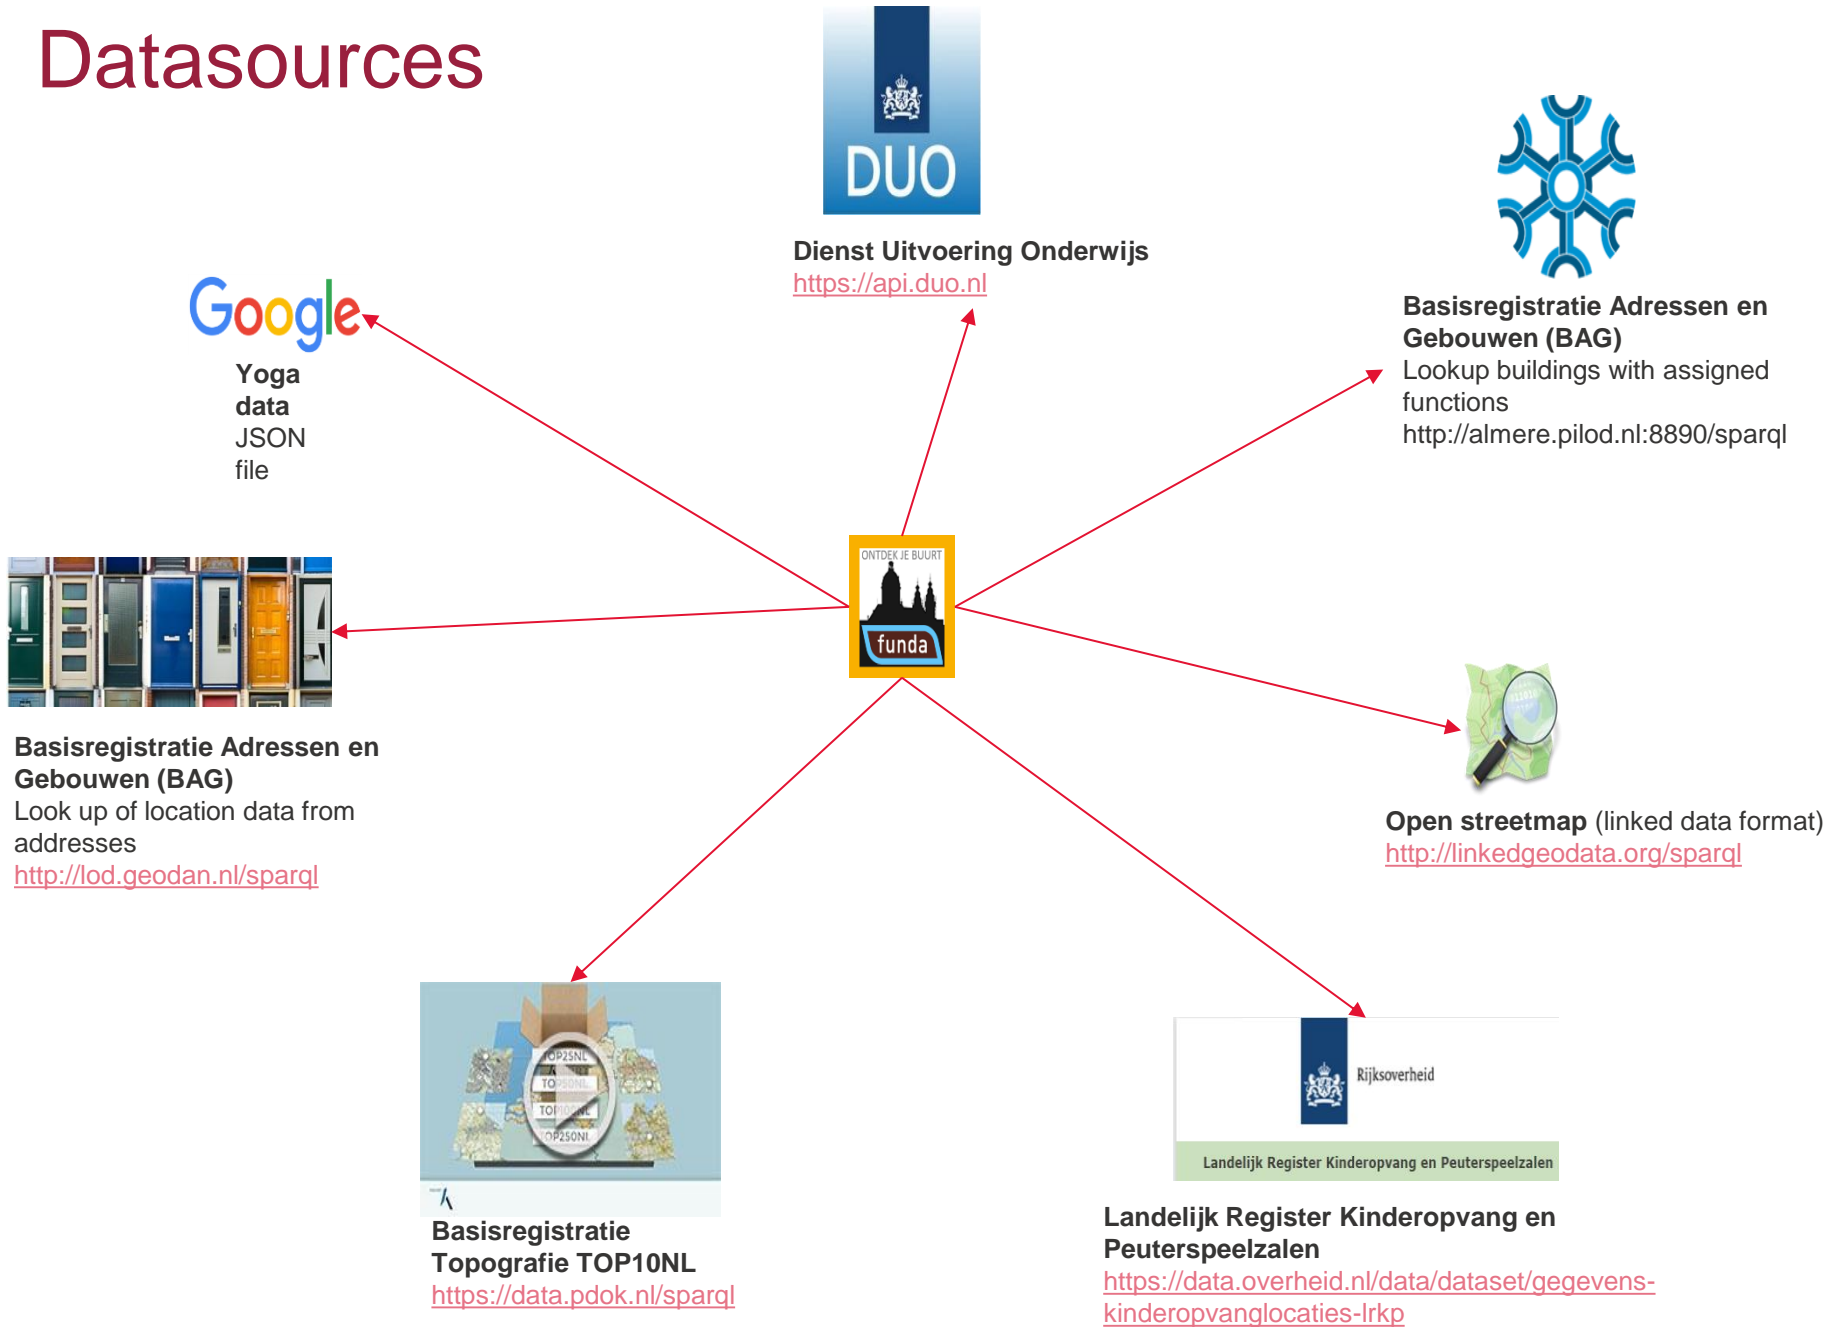 Datasources
DUO
Dienst Uitvoering Onderwijs
https://api.duo.nl
Basisregistratie Adressen en
Gebouwen (BAG)
Lookup buildings with assigned
functions
http://almere.pilod.nl:8890/sparql
Google
Yoga
data
JSON
file
ONTDEK JE BUURT
funda
Basisregistratie Adressen en
Gebouwen (BAG)
Look up of location data from
addresses
http://lod.geodan.nl/sparql
Open streetmap (linked data format)
http://linkedgeodata.org/sparql
TOP25NL
TOP50NL
TOP100NL
TOP250NL
Basisregistratie
Topografie TOP10NL
https://data.pdok.nl/sparql
Rijksoverheid
Landelijk Register Kinderopvang en Peuterspeelzalen
Landelijk Register Kinderopvang en
Peuterspeelzalen
https://data.overheid.nl/data/dataset/gegevens-
kinderopvanglocaties-lrkp